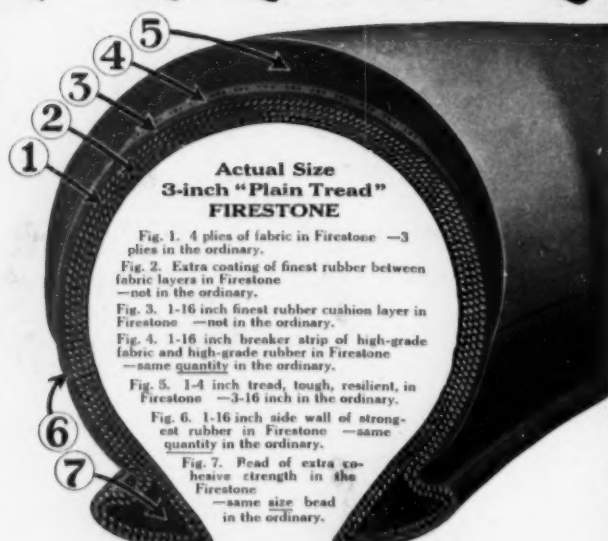 5
4
3
2
1
Actual Size
3-inch “Plain Tread”
FIRESTONE
Fig. 1. 4 plies of fabric in Firestone —3
plies in the ordinary.
Fig. 2. Extra coating of finest rubber between
fabric layers in Firestone
—not in the ordinary.
Fig. 3. 1-16 inch finest rubber cushion layer in
Firestone —not in the ordinary.
Fig. 4. 1-16 inch breaker strip of high-grade
fabric and high-grade rubber in Firestone
—same quantity in the ordinary.
Fig. 5. 1-4 inch tread, tough, resilient, in
Firestone —3-16 in the ordinary.
Fig. 6. 1-16 inch side wall of strong-
est rubber in Firestone —same
quantity in the ordinary.
Fig. 7. Bead of extra co-
hesive strength in the
Firestone
—same size bead
in the ordinary.
6
7